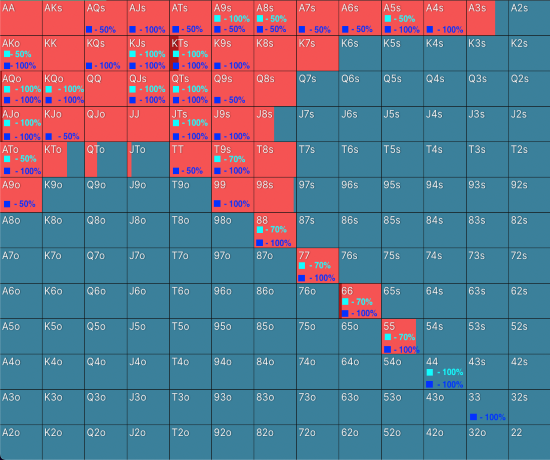 AA AKs AQs AJs ATs A9s A8s A7s A6s A5s A4s A3s A2s
- 100% - 50% - 100%
- 50% - 100% - 50% - 50% - 50% - 50% - 50% - 50% - 100%
AKo KK KQs KJs KTs K9s K8s K7s K6s K5s K4s K3s K2s
- 50% - 100% - 100%
- 100% - 100% - 100% - 100% - 100%
AQo KQo QQ QJs QTs Q9s Q8s Q7s Q6s Q5s Q4s Q3s Q2s
- 100% - 100% - 100% - 100%
- 100% - 100% - 100% - 100% - 50%
AJo KJo QJo JJ JTs J9s J8s J7s J6s J5s J4s J3s J2s
- 100% - 100%
- 100% - 50% - 100% - 100%
ATo KTo QTo JTo TT T9s T8s T7s T6s T5s T4s T3s T2s
- 50% - 70%
- 100% - 50% - 100%
A9o K9o Q9o J9o T9o 99 98s 97s 96s 95s 94s 93s 92s
- 50% - 100%
A8o K8o Q8o J8o T8o 98o 88 87s 86s 85s 84s 83s 82s
- 70%
- 100%
A7o K7o Q7o J7o T7o 97o 87o 77 76s 75s 74s 73s 72s
- 70%
- 100%
A6o K6o Q6o J6o T6o 96o 86o 76o 66 65s 64s 63s 62s
- 70%
- 100%
A5o K5o Q5o J5o T5o 95o 85o 75o 65o 55 54s 53s 52s
- 70%
- 100%
A4o K4o Q4o J4o T4o 94o 84o 74o 64o 54o 44 43s 42s
- 100%
- 100%
A3o K3o Q3o J3o T3o 93o 83o 73o 63o 53o 43o 33 32s
- 100%
A2o K2o Q2o J2o T2o 92o 82o 72o 62o 52o 42o 32o 22